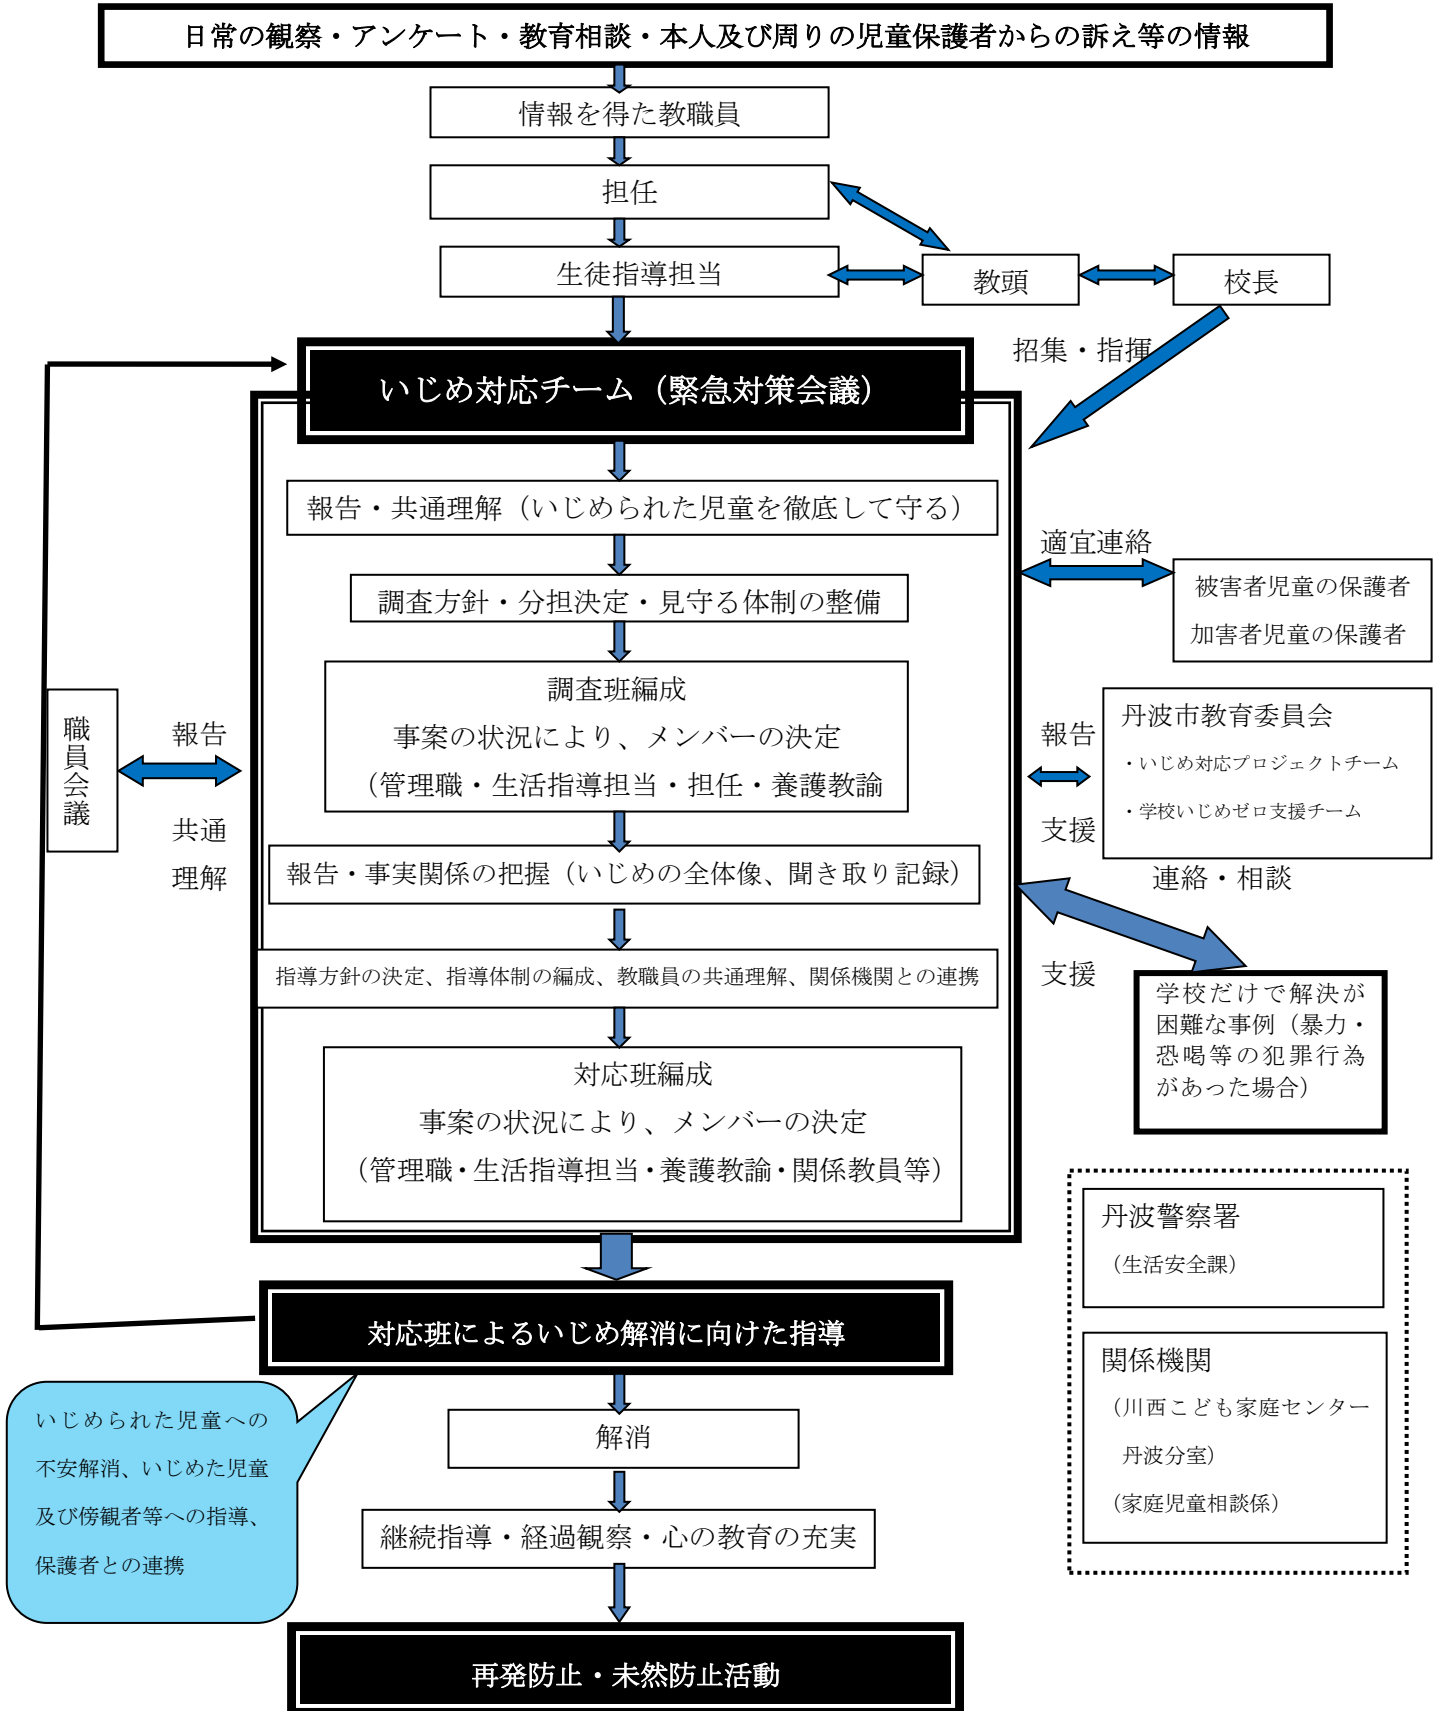 日常の観察・アンケート・教育相談・本人及び周りの児童保護者からの訴え等の情報
情報を得た教職員
担任
生徒指導担当
教頭
校長
招集・指揮
いじめ対応チーム（緊急対策会議）
報告・共通理解（いじめられた児童を徹底して守る）
適宜連絡
被害者児童の保護者
加害者児童の保護者
調査方針・分担決定・見守る体制の整備
調査班編成
事案の状況により、メンバーの決定
（管理職・生活指導担当・担任・養護教諭
職員会議
報告
共通
理解
報告
支援
丹波市教育委員会
・いじめ対応プロジェクトチーム
・学校いじめゼロ支援チーム
報告・事実関係の把握（いじめの全体像、聞き取り記録）
連絡・相談
支援
指導方針の決定、指導体制の編成、教職員の共通理解、関係機関との連携
学校だけで解決が
困難な事例（暴力・
恐喝等の犯罪行為
があった場合）
対応班編成
事案の状況により、メンバーの決定
（管理職・生活指導担当・養護教諭・関係教員等）
丹波警察署
（生活安全課）
関係機関
（川西こども家庭センター
丹波分室）
（家庭児童相談係）
対応班によるいじめ解消に向けた指導
いじめられた児童への
不安解消、いじめた児童
及び傍観者等への指導、
保護者との連携
解消
継続指導・経過観察・心の教育の充実
再発防止・未然防止活動